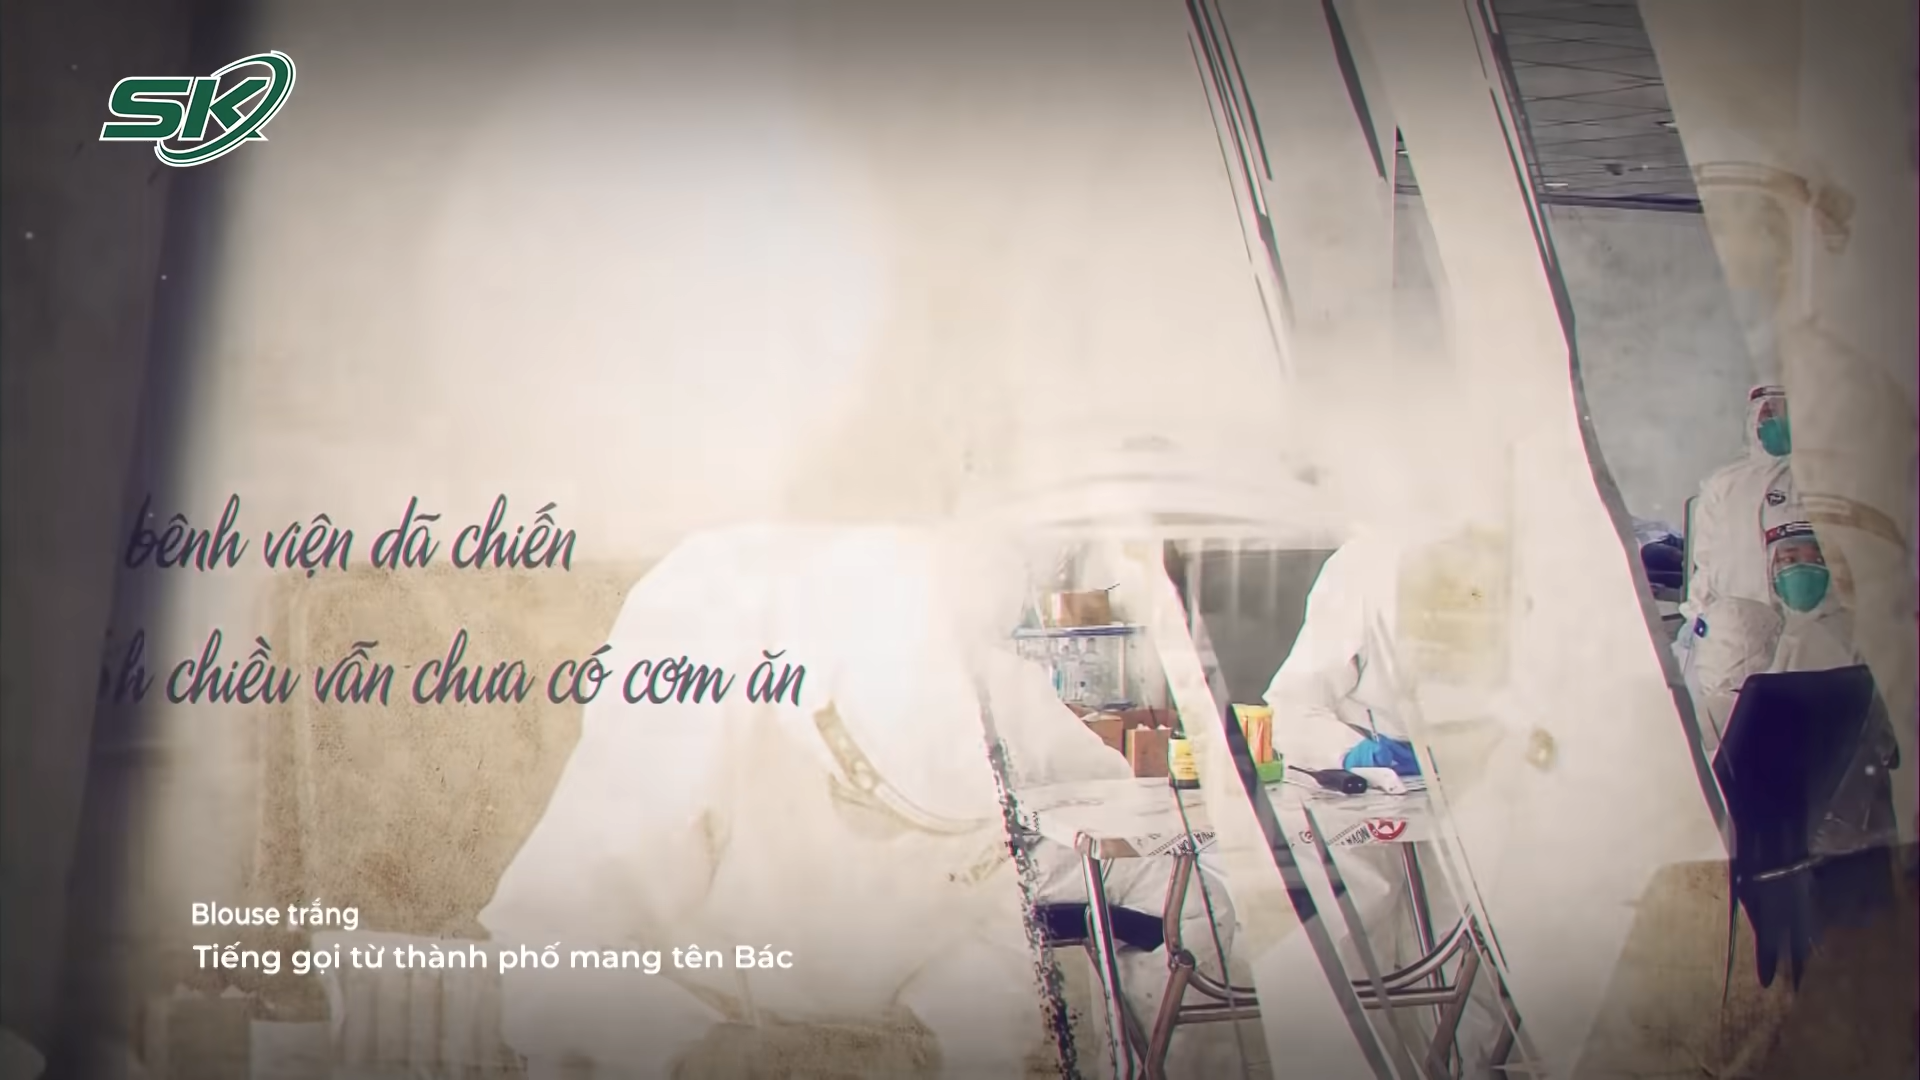 SK
bênh viện dã chiến
chiều vẫn chưa có cơm ăn
Blouse trắng
Tiếng gọi từ thành phố mang tên Bác